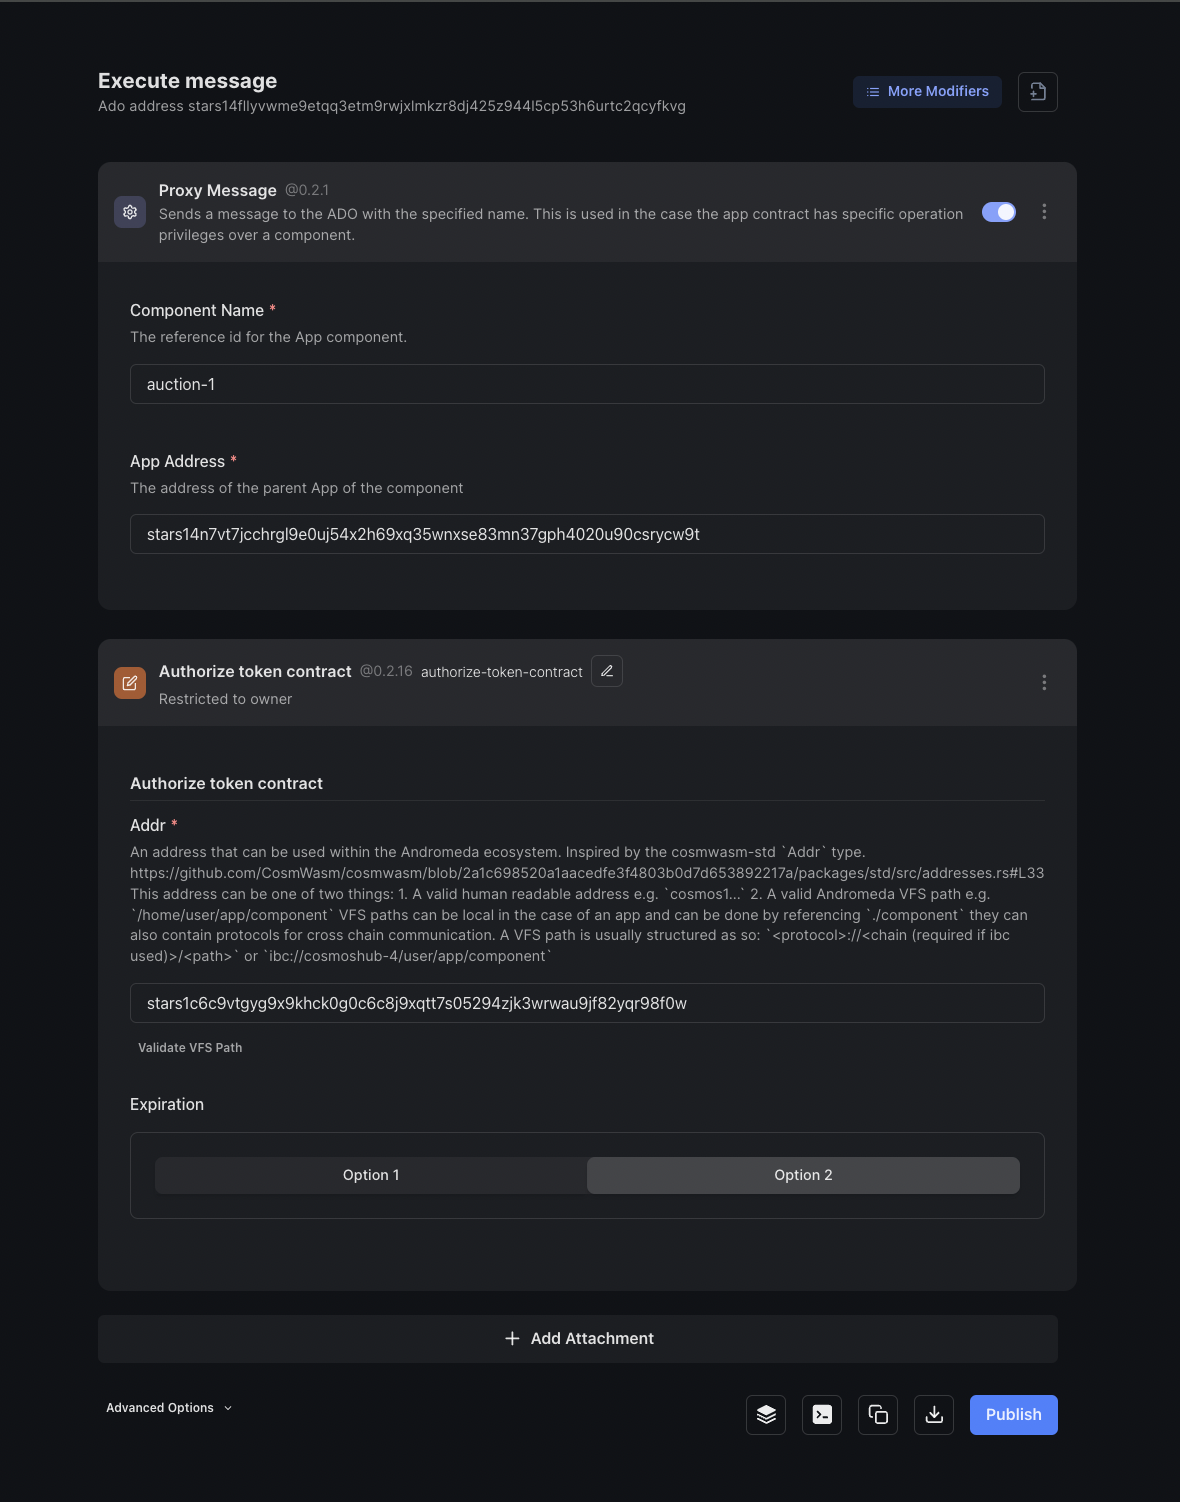 Execute message
Ado address stars14fllyvwme9etqq3etm9rwjxlmkzr8dj425z944l5cp53h6urtc2qcyfkvg
More Modifiers
Proxy Message @0.2.1
Sends a message to the ADO with the specified name. This is used in the case the app contract has specific operation
privileges over a component.
Component Name *
The reference id for the App component.
auction-1
App Address *
The address of the parent App of the component
stars14n7vt7jcchrgl9e0uj54x2h69xq35wnxse83mn37gph4020u90csrycw9t
Authorize token contract @0.2.16 authorize-token-contract
Restricted to owner
Authorize token contract
Addr *
An address that can be used within the Andromeda ecosystem. Inspired by the cosmwasm-std `Addr` type.
https://github.com/CosmWasm/cosmwasm/blob/2a1c698520a1aacedfe3f4803b0d7d653892217a/packages/std/src/addresses.rs#L33
This address can be one of two things: 1. A valid human readable address e.g. `cosmos1...` 2. A valid Andromeda VFS path e.g.
`/home/user/app/component` VFS paths can be local in the case of an app and can be done by referencing `./component` they can
also contain protocols for cross chain communication. A VFS path is usually structured as so: `<protocol>://<chain (required if ibc
used)>/<path>` or `ibc://cosmoshub-4/user/app/component`
stars1c6c9vtgyg9x9khck0g0c6c8j9xqtt7s05294zjk3wrwau9jf82yqr98f0w
Validate VFS Path
Expiration
Option 1
Option 2
Add Attachment
Advanced Options
Publish